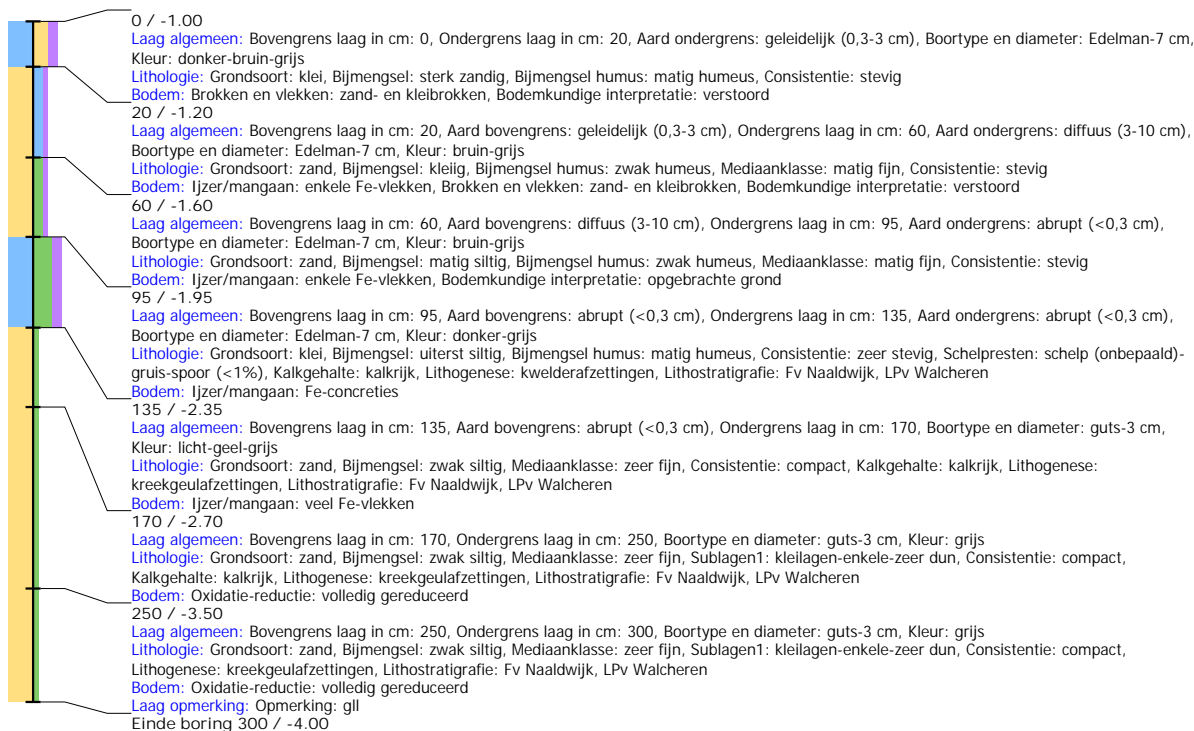 0 / -1.00
Laag algemeen: Bovengrens laag in cm: 0, Ondergrens laag in cm: 20, Aard ondergrens: geleidelijk (0,3-3 cm), Boortype en diameter: Edelman-7 cm,
Kleur: donker-bruin-grijs
Lithologie: Grondsoort: klei, Bijmengsel: sterk zandig, Bijmengsel humus: matig humeus, Consistentie: stevig
Bodem: Brokken en vlekken: zand- en kleibrokken, Bodemkundige interpretatie: verstoord
20 / -1.20
Laag algemeen: Bovengrens laag in cm: 20, Aard bovengrens: geleidelijk (0,3-3 cm), Ondergrens laag in cm: 60, Aard ondergrens: diffuus (3-10 cm),
Boortype en diameter: Edelman-7 cm, Kleur: bruin-grijs
Lithologie: Grondsoort: zand, Bijmengsel: kleiig, Bijmengsel humus: zwak humeus, Mediaanklasse: matig fijn, Consistentie: stevig
Bodem: Ijzer/mangaan: enkele Fe-vlekken, Brokken en vlekken: zand- en kleibrokken, Bodemkundige interpretatie: verstoord
60 / -1.60
Laag algemeen: Bovengrens laag in cm: 60, Aard bovengrens: diffuus (3-10 cm), Ondergrens laag in cm: 95, Aard ondergrens: abrupt (<0,3 cm),
Boortype en diameter: Edelman-7 cm, Kleur: bruin-grijs
Lithologie: Grondsoort: zand, Bijmengsel: matig siltig, Bijmengsel humus: zwak humeus, Mediaanklasse: matig fijn, Consistentie: stevig
Bodem: Ijzer/mangaan: enkele Fe-vlekken, Bodemkundige interpretatie: opgebrachte grond
95 / -1.95
Laag algemeen: Bovengrens laag in cm: 95, Aard bovengrens: abrupt (<0,3 cm), Ondergrens laag in cm: 135, Aard ondergrens: abrupt (<0,3 cm),
Boortype en diameter: Edelman-7 cm, Kleur: donker-grijs
Lithologie: Grondsoort: klei, Bijmengsel: uiterst siltig, Bijmengsel humus: matig humeus, Consistentie: zeer stevig, Schelpresten: schelp (onbepaald)-
gruis-spoor (<1%), Kalkgehalte: kalkrijk, Lithogenese: kwelderafzettingen, Lithostratigrafie: Fv Naaldwijk, LPv Walcheren
Bodem: Ijzer/mangaan: Fe-concreties
135 / -2.35
Laag algemeen: Bovengrens laag in cm: 135, Aard bovengrens: abrupt (<0,3 cm), Ondergrens laag in cm: 170, Boortype en diameter: guts-3 cm,
Kleur: licht-geel-grijs
Lithologie: Grondsoort: zand, Bijmengsel: zwak siltig, Mediaanklasse: zeer fijn, Consistentie: compact, Kalkgehalte: kalkrijk, Lithogenese:
kreekgeulafzettingen, Lithostratigrafie: Fv Naaldwijk, LPv Walcheren
Bodem: Ijzer/mangaan: veel Fe-vlekken
170 / -2.70
Laag algemeen: Bovengrens laag in cm: 170, Ondergrens laag in cm: 250, Boortype en diameter: guts-3 cm, Kleur: grijs
Lithologie: Grondsoort: zand, Bijmengsel: zwak siltig, Mediaanklasse: zeer fijn, Sublagen1: kleilagen-enkele-zeer dun, Consistentie: compact,
Kalkgehalte: kalkrijk, Lithogenese: kreekgeulafzettingen, Lithostratigrafie: Fv Naaldwijk, LPv Walcheren
Bodem: Oxidatie-reductie: volledig gereduceerd
250 / -3.50
Laag algemeen: Bovengrens laag in cm: 250, Ondergrens laag in cm: 300, Boortype en diameter: guts-3 cm, Kleur: grijs
Lithologie: Grondsoort: zand, Bijmengsel: zwak siltig, Mediaanklasse: zeer fijn, Sublagen1: kleilagen-enkele-zeer dun, Consistentie: compact,
Lithogenese: kreekgeulafzettingen, Lithostratigrafie: Fv Naaldwijk, LPv Walcheren
Bodem: Oxidatie-reductie: volledig gereduceerd
Laag opmerking: Opmerking: gll
Einde boring 300 / -4.00